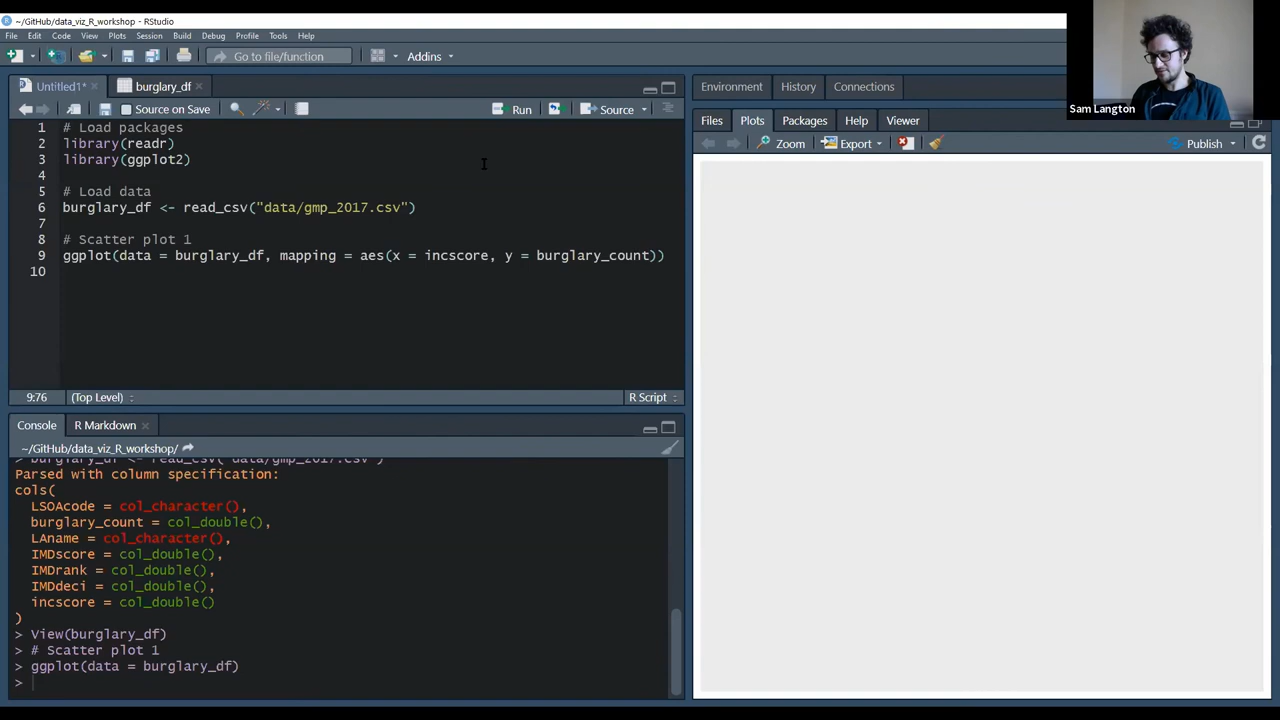 ~/GitHub/data_viz_R_workshop - RStudio
File Edit Code View Plots Session Build Debug Profile Tools Help
Go to file/function Addins
Untitled1* burglary_df
Source on Save Run Source
1 # Load packages
2 library(readr)
3 library(ggplot2)
4
5 # Load data
6 burglary_df <- read_csv("data/gmp_2017.csv")
7
8 # Scatter plot 1
9 ggplot(data = burglary_df, mapping = aes(x = incscore, y = burglary_count))
10
9:76 (Top Level) R Script
Console R Markdown
~/GitHub/data_viz_R_workshop/
> burglary_df <- read_csv("data/gmp_2017.csv")
Parsed with column specification:
cols(
LSOAcode = col_character(),
burglary_count = col_double(),
LAname = col_character(),
IMDscore = col_double(),
IMDrank = col_double(),
IMDdeci = col_double(),
incscore = col_double()
)
> View(burglary_df)
> # Scatter plot 1
> ggplot(data = burglary_df)
>
Environment History Connections
Files Plots Packages Help Viewer
Zoom Export Publish
Sam Langton